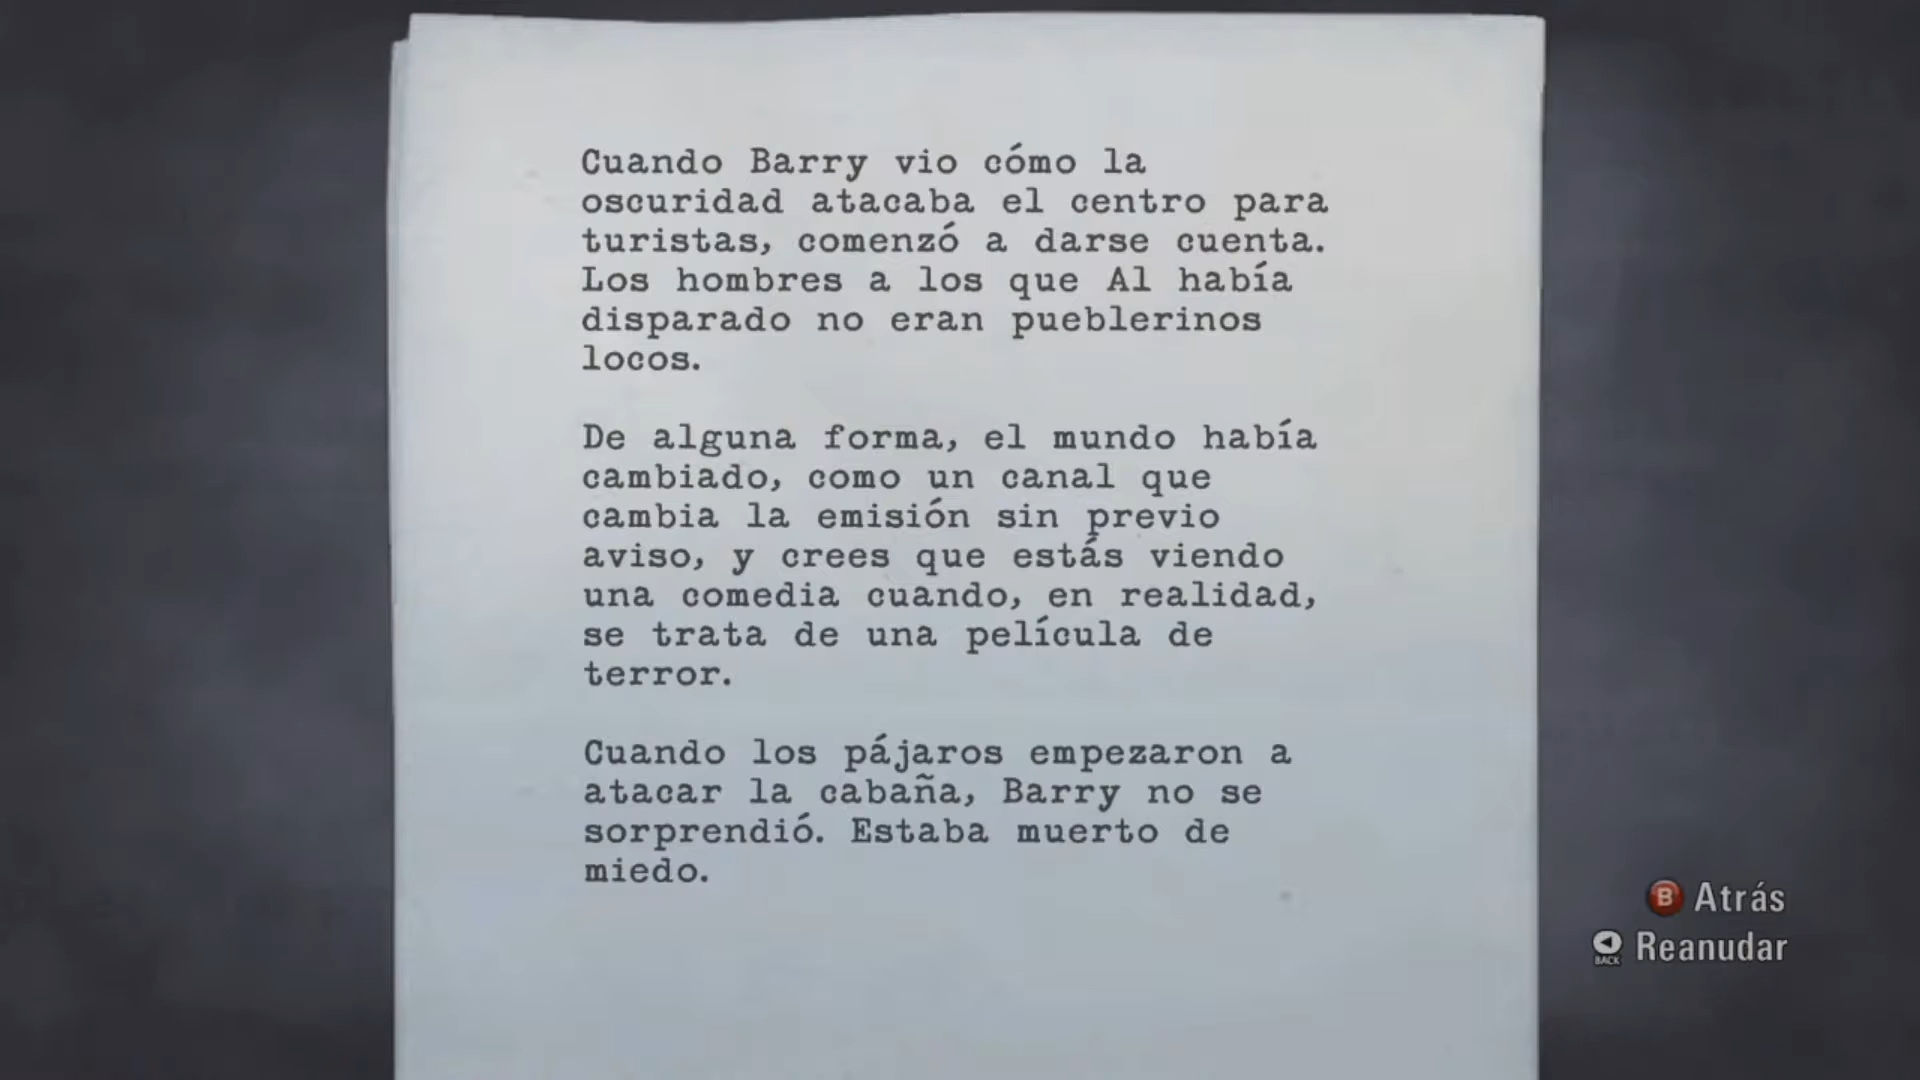 Cuando Barry vio cómo la
oscuridad atacaba el centro para
turistas, comenzó a darse cuenta.
Los hombres a los que Al había
disparado no eran pueblerinos
locos.
De alguna forma, el mundo había
cambiado, como un canal que
cambia la emisión sin previo
aviso, y crees que estás viendo
una comedia cuando, en realidad,
se trata de una película de
terror.
Cuando los pájaros empezaron a
atacar la cabaña, Barry no se
sorprendió. Estaba muerto de
miedo.
B Atrás
BACK Reanudar